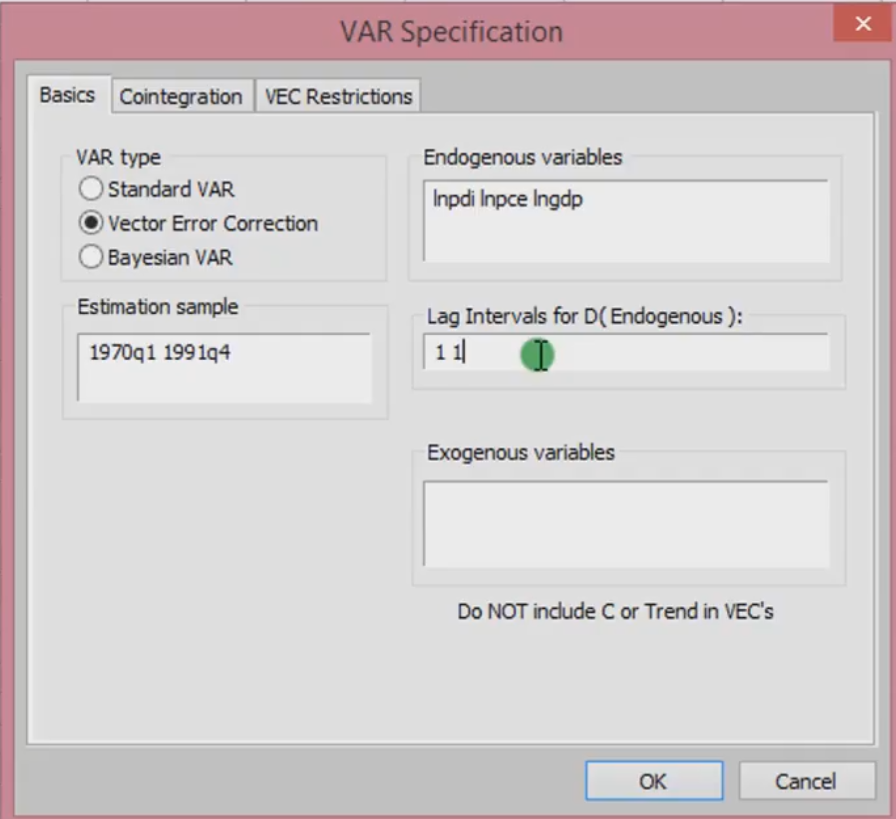 VAR Specification
Basics
Cointegration
VEC Restrictions
VAR type
Standard VAR
Vector Error Correction
Bayesian VAR
Endogenous variables
lnpdi lnpce lngdp
Estimation sample
1970q1 1991q4
Lag Intervals for D( Endogenous ):
1 1
Exogenous variables
Do NOT include C or Trend in VEC's
OK
Cancel